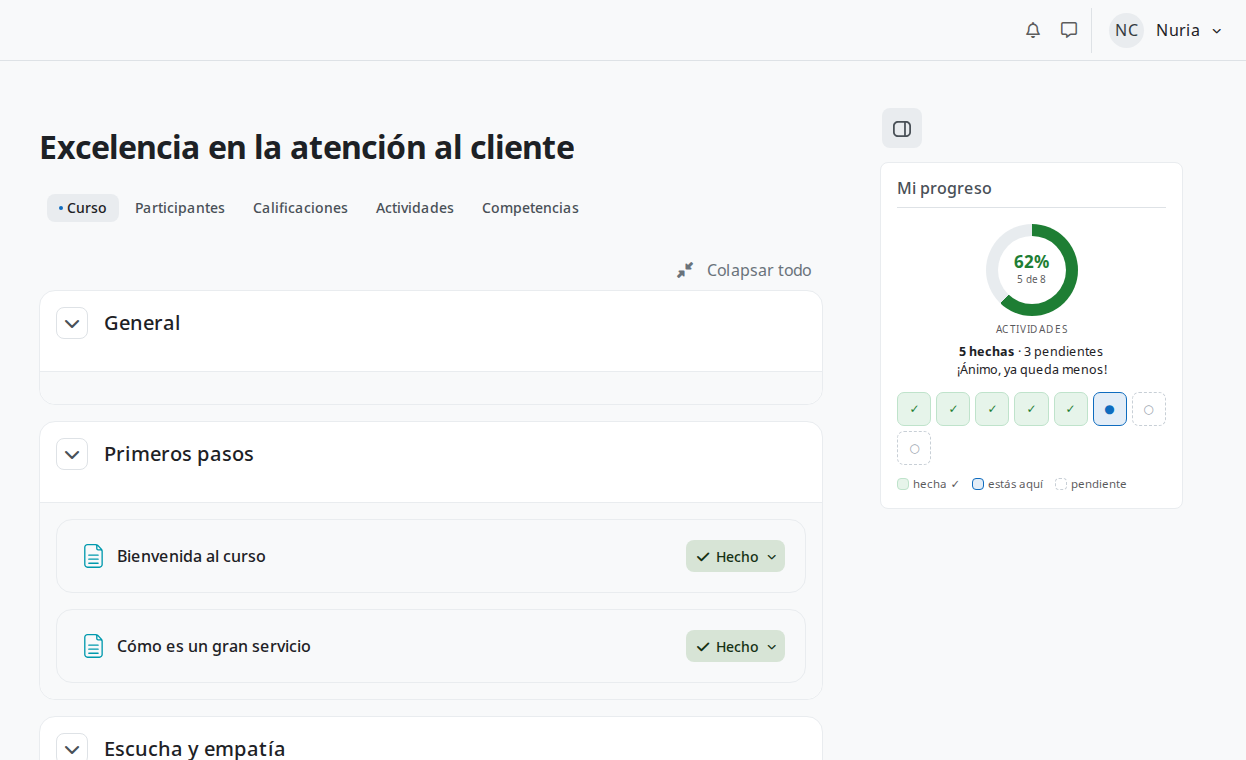 NC Nuria
Excelencia en la atención al cliente
Curso Participantes Calificaciones Actividades Competencias
Colapsar todo
General
Primeros pasos
Bienvenida al curso
✓ Hecho
Cómo es un gran servicio
✓ Hecho
Escucha y empatía
Mi progreso
62%
5 de 8
ACTIVIDADES
5 hechas · 3 pendientes
¡Ánimo, ya queda menos!
✓ ✓ ✓ ✓ ✓ ● ○
○
hecha ✓ estás aquí pendiente